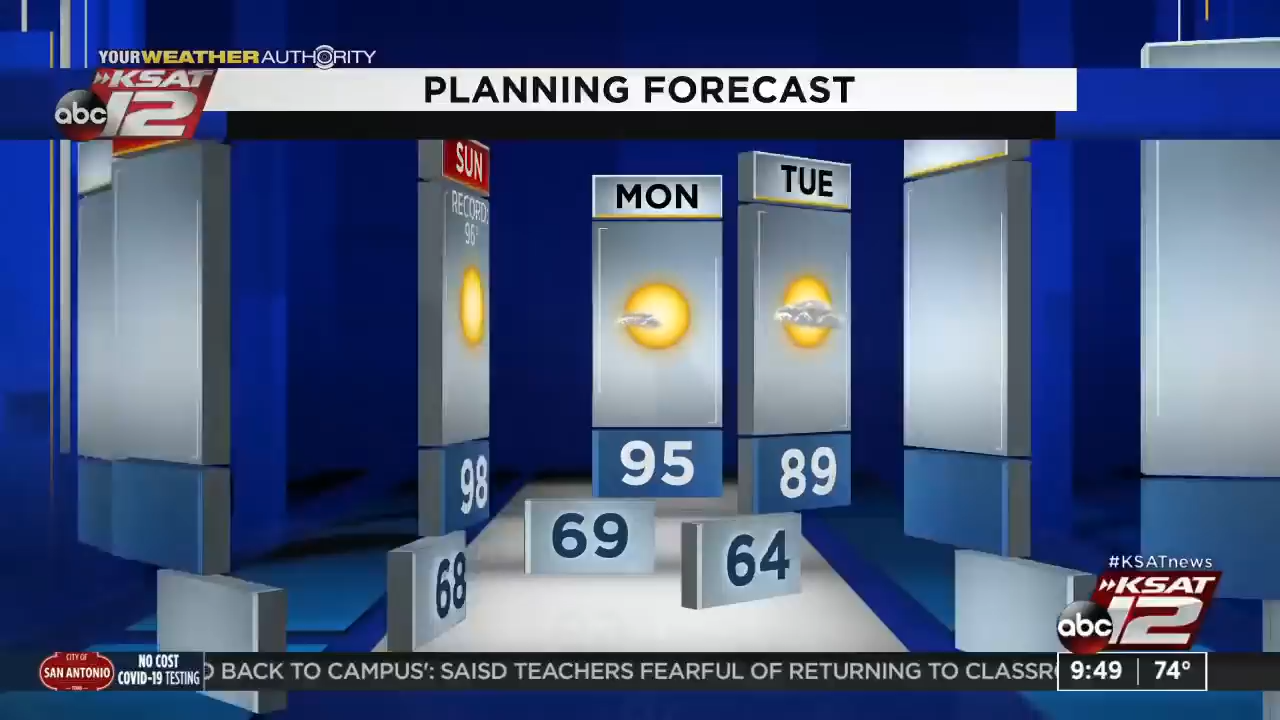 YOURWEATHERAUTHORITY
KSAT
abc 12
PLANNING FORECAST
SUN
RECORD:
96°
98
68
MON
95
69
TUE
89
64
#KSATnews
KSAT
abc 12
CITY OF
SAN ANTONIO
NO COST
COVID-19 TESTING
BACK TO CAMPUS': SAISD TEACHERS FEARFUL OF RETURNING TO CLASSR
9:49 74°